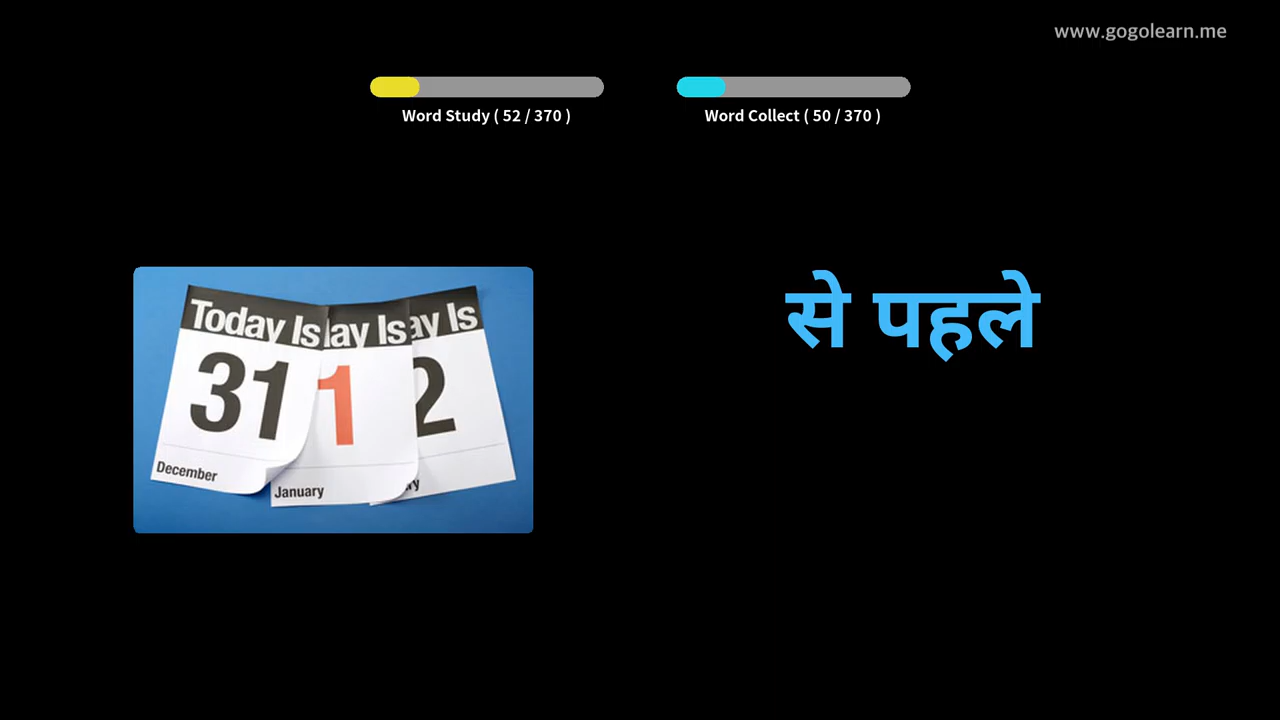 www.gogolearn.me
Word Study ( 52 / 370 )
Word Collect ( 50 / 370 )
Today Is
ay Is
ay Is
31
1
2
December
January
ry
से पहले